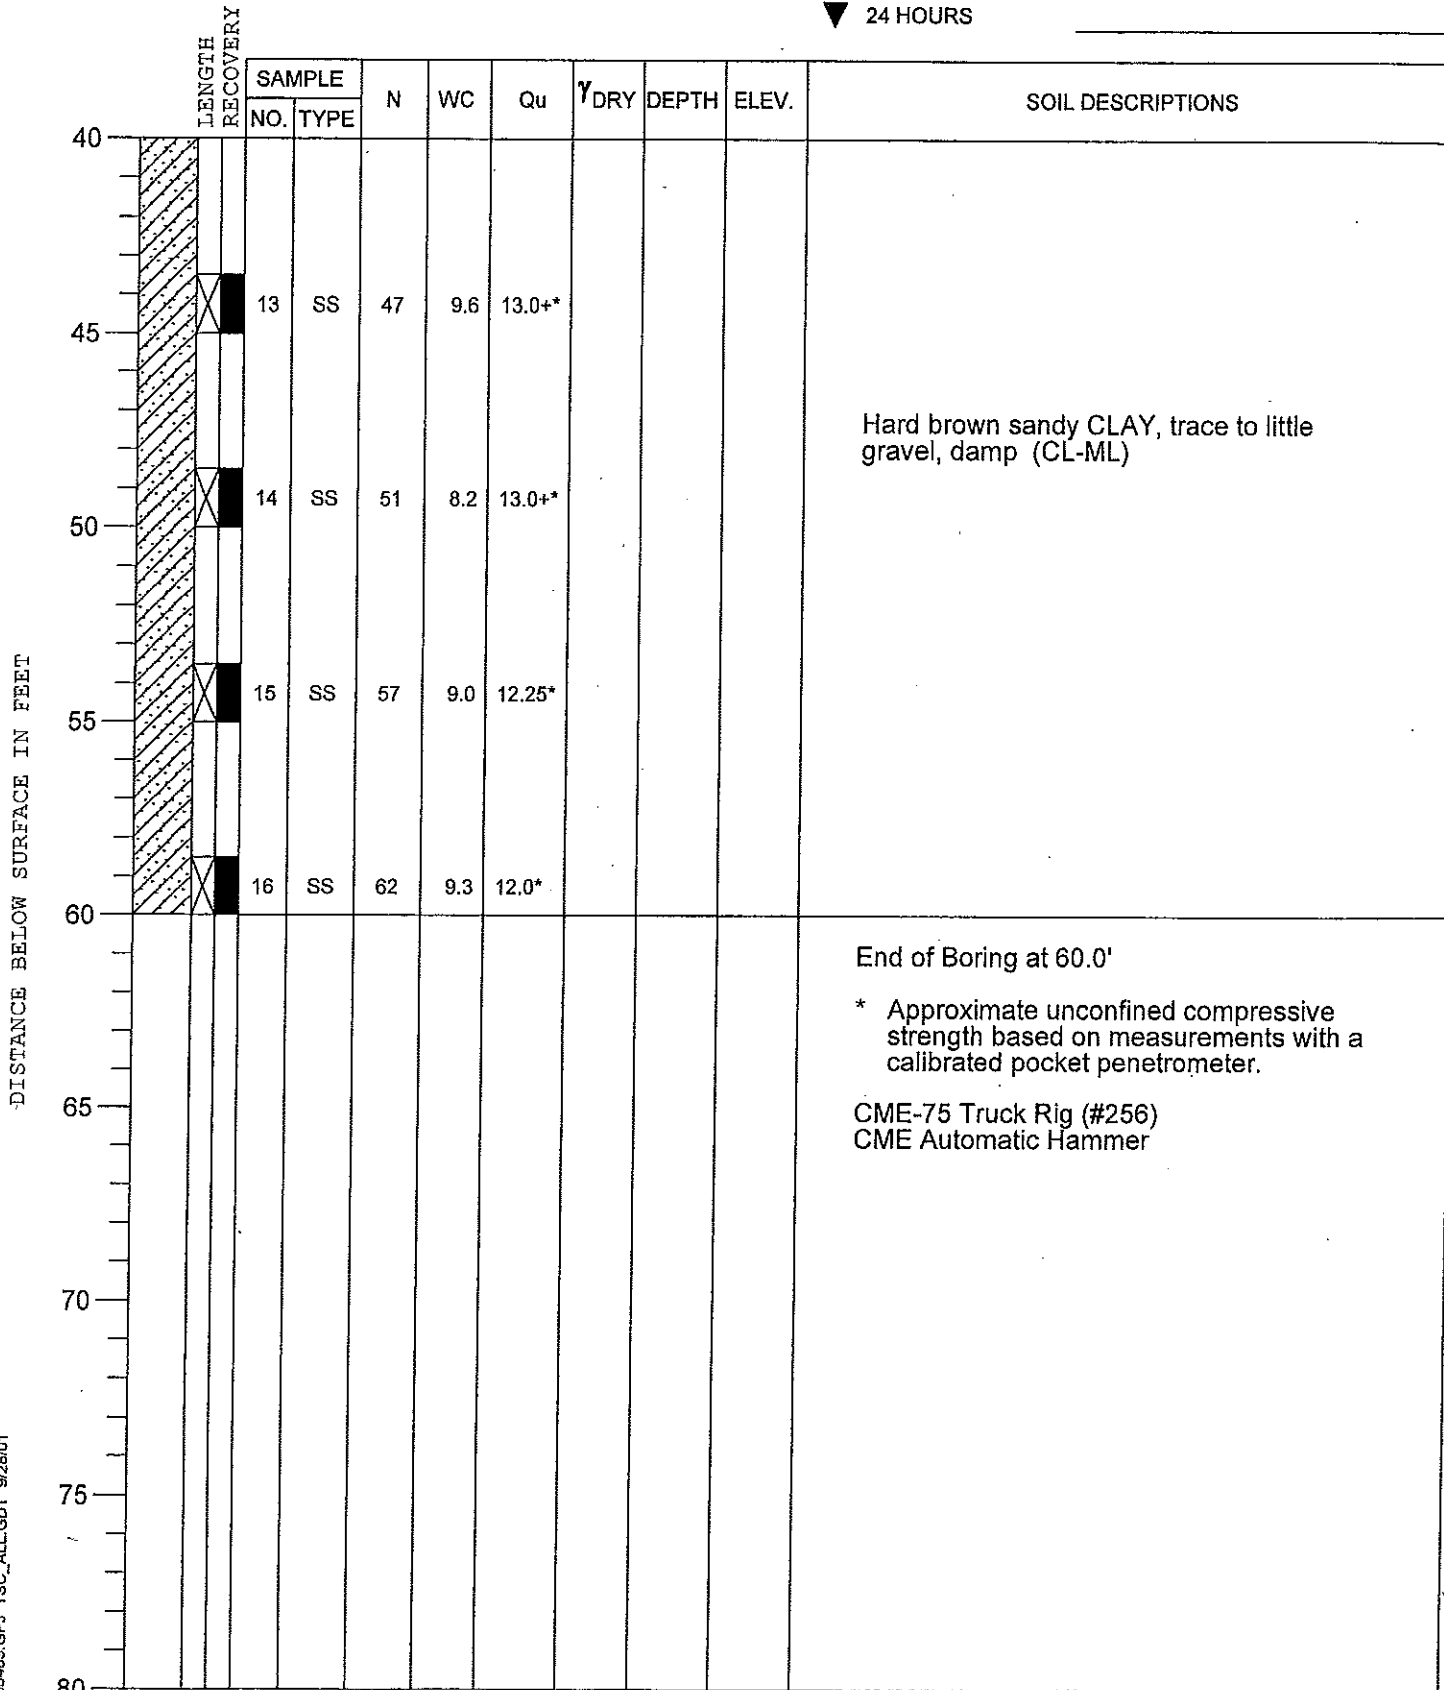 ▼ 24 HOURS
LENGTH
RECOVERY
SAMPLE
NO. TYPE N WC Qu γDRY DEPTH ELEV. SOIL DESCRIPTIONS
40
13 SS 47 9.6 13.0+*
45
Hard brown sandy CLAY, trace to little
gravel, damp (CL-ML)
14 SS 51 8.2 13.0+*
50
15 SS 57 9.0 12.25*
55
16 SS 62 9.3 12.0*
60
DISTANCE BELOW SURFACE IN FEET
End of Boring at 60.0'
* Approximate unconfined compressive
strength based on measurements with a
calibrated pocket penetrometer.
65
CME-75 Truck Rig (#256)
CME Automatic Hammer
70
75
80
9/28/01